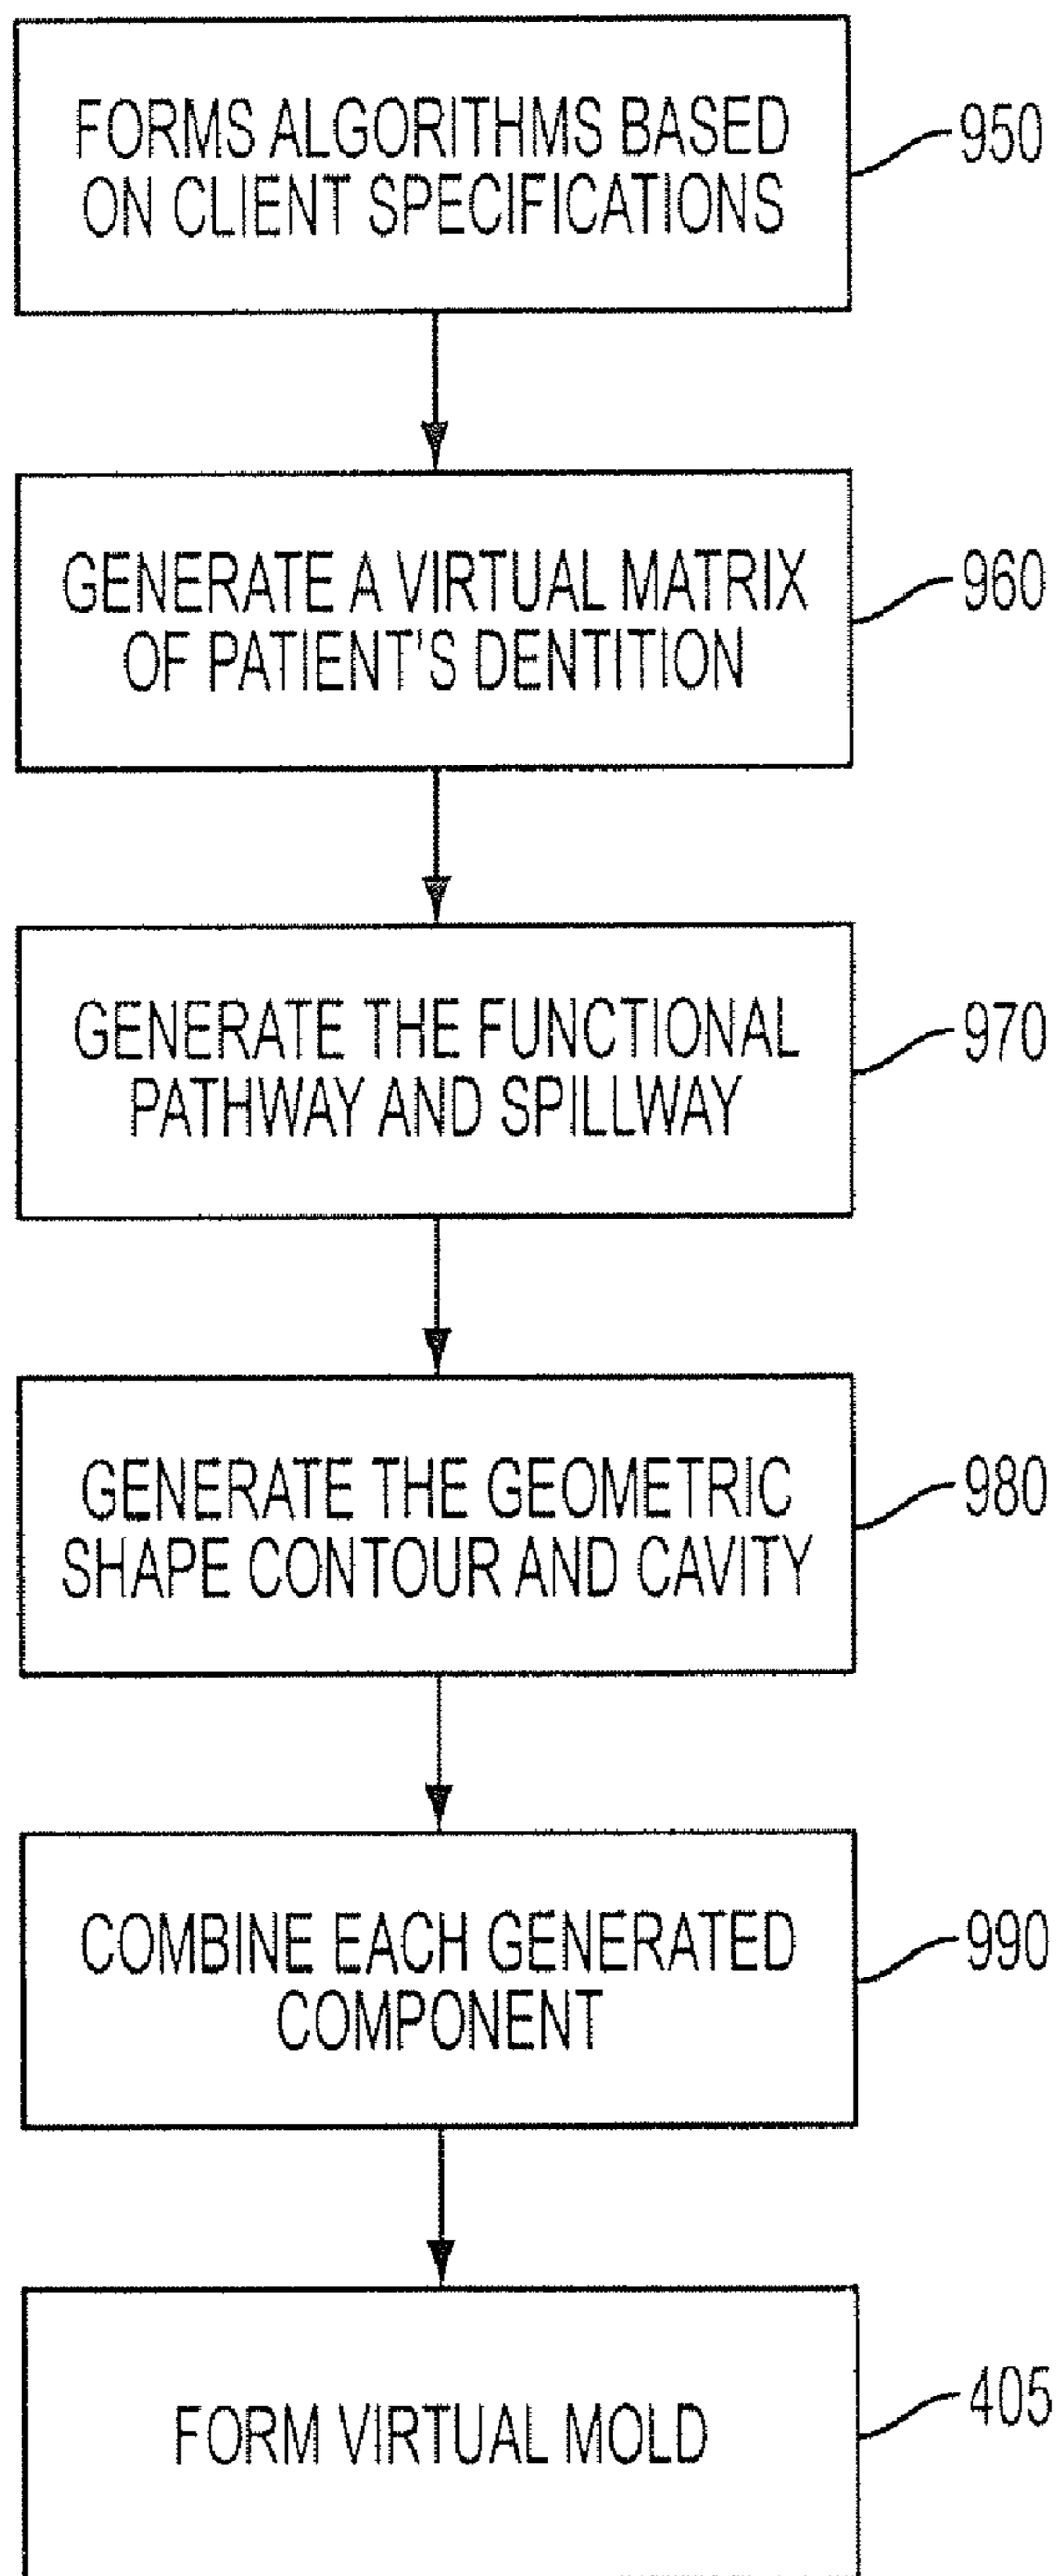 FORMS ALGORITHMS BASED
ON CLIENT SPECIFICATIONS
950
GENERATE A VIRTUAL MATRIX
OF PATIENT'S DENTITION
960
GENERATE THE FUNCTIONAL
PATHWAY AND SPILLWAY
970
GENERATE THE GEOMETRIC
SHAPE CONTOUR AND CAVITY
980
COMBINE EACH GENERATED
COMPONENT
990
FORM VIRTUAL MOLD
405